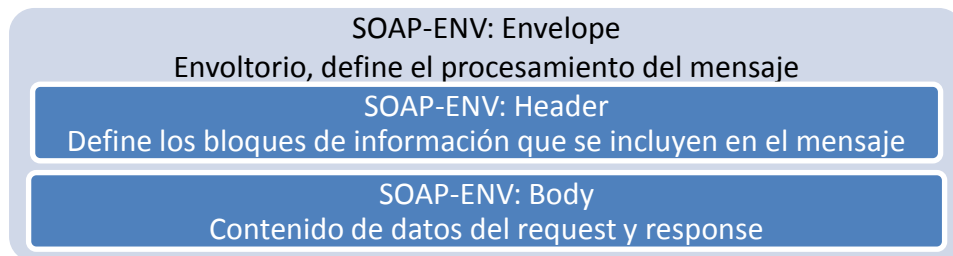 SOAP-ENV: Envelope
Envoltorio, define el procesamiento del mensaje
SOAP-ENV: Header
Define los bloques de información que se incluyen en el mensaje
SOAP-ENV: Body
Contenido de datos del request y response